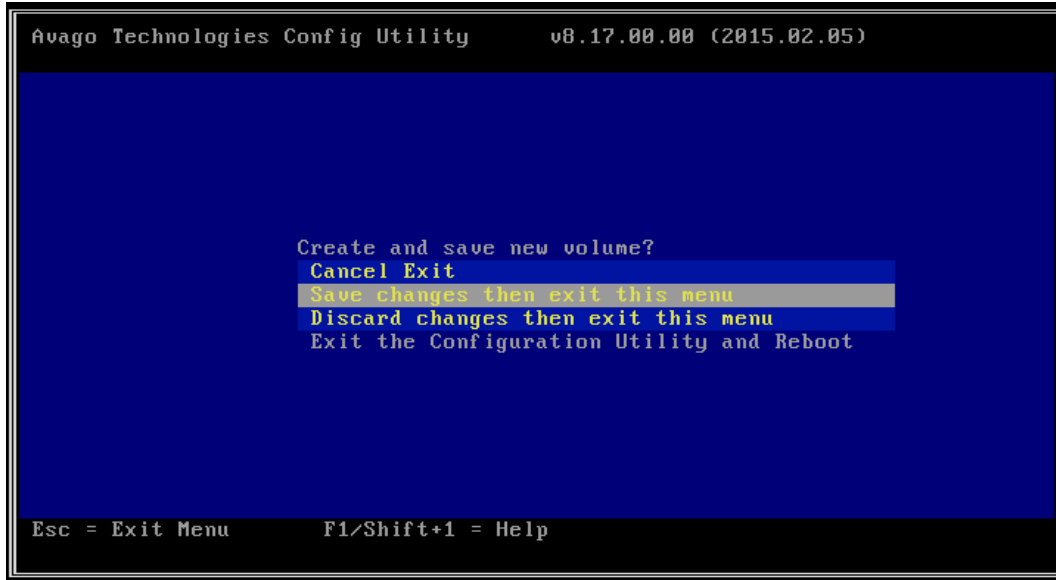 Avago Technologies Config Utility v8.17.00.00 (2015.02.05)
Create and save new volume?
Cancel Exit
Save changes then exit this menu
Discard changes then exit this menu
Exit the Configuration Utility and Reboot
Esc = Exit Menu F1/Shift+1 = Help